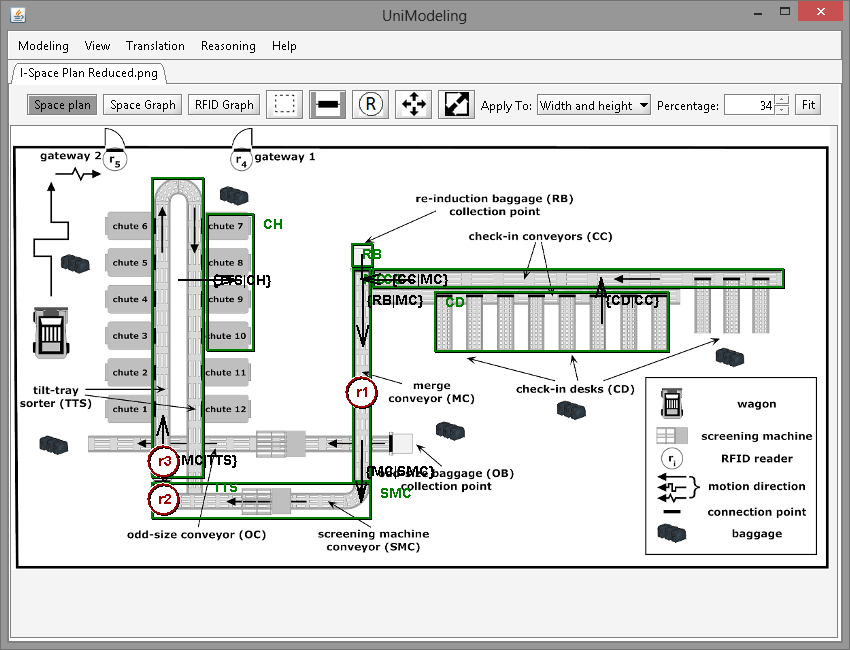 UniModeling
Modeling View Translation Reasoning Help
I-Space Plan Reduced.png
Space plan Space Graph RFID Graph R Apply To: Width and height Percentage: 34 Fit
gateway 2 r5 r4 gateway 1
re-induction baggage (RB)
collection point
check-in conveyors (CC)
chute 6 chute 7 CH
chute 5 chute 8 RB
{TTS|CH} {CC|MC}
chute 4 chute 9 {RB|MC} CD {CD|CC}
chute 3 chute 10
chute 2 chute 11
tilt-tray
sorter (TTS)
chute 1 chute 12
r1 merge
conveyor (MC)
check-in desks (CD)
r3 {MC|TTS}
{MC|SMC} odd-size baggage (OB)
collection point
r2 TTS SMC
odd-size conveyor (OC)
screening machine
conveyor (SMC)
wagon
screening machine
ri RFID reader
motion direction
connection point
baggage